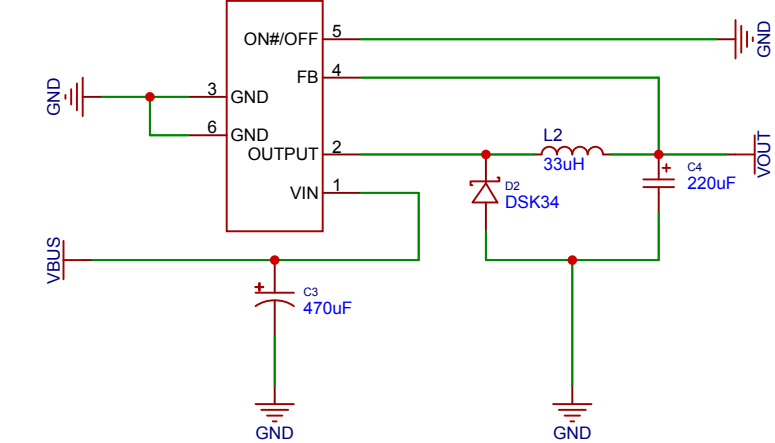 ON#/OFF 5 GND
FB 4
GND 3 GND
6 GND
OUTPUT 2 L2 33uH VOUT
C4
220uF
D2
DSK34
VIN 1
VBUS
+
+
C3
470uF
GND GND